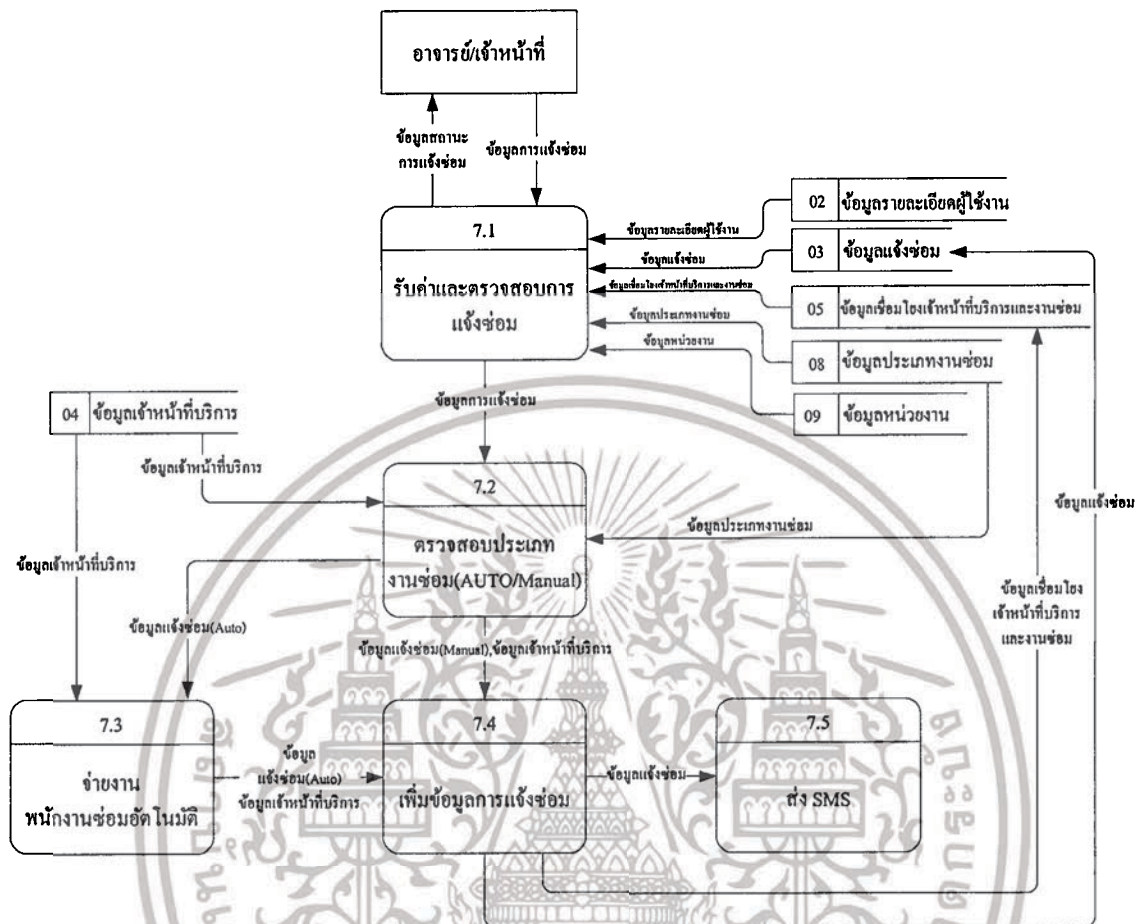 อาจารย์/เจ้าหน้าที่
ข้อมูลสถานะ
การแจ้งซ่อม
ข้อมูลการแจ้งซ่อม
7.1
รับค่าและตรวจสอบการ
แจ้งซ่อม
02 ข้อมูลรายละเอียดผู้ใช้งาน
ข้อมูลรายละเอียดผู้ใช้งาน
03 ข้อมูลแจ้งซ่อม
ข้อมูลแจ้งซ่อม
ข้อมูลเชื่อมโยงเจ้าหน้าที่บริการและงานซ่อม
05 ข้อมูลเชื่อมโยงเจ้าหน้าที่บริการและงานซ่อม
ข้อมูลประเภทงานซ่อม
08 ข้อมูลประเภทงานซ่อม
ข้อมูลหน่วยงาน
09 ข้อมูลหน่วยงาน
ข้อมูลการแจ้งซ่อม
04 ข้อมูลเจ้าหน้าที่บริการ
ข้อมูลเจ้าหน้าที่บริการ
7.2
ตรวจสอบประเภท
งานซ่อม(AUTO/Manual)
ข้อมูลประเภทงานซ่อม
ข้อมูลแจ้งซ่อม
ข้อมูลเจ้าหน้าที่บริการ
ข้อมูลเชื่อมโยง
เจ้าหน้าที่บริการ
และงานซ่อม
ข้อมูลแจ้งซ่อม(Auto)
ข้อมูลแจ้งซ่อม(Manual),ข้อมูลเจ้าหน้าที่บริการ
7.3
จ่ายงาน
พนักงานซ่อมอัตโนมัติ
ข้อมูล
แจ้งซ่อม(Auto)
ข้อมูลเจ้าหน้าที่บริการ
7.4
เพิ่มข้อมูลการแจ้งซ่อม
ข้อมูลแจ้งซ่อม
7.5
ส่ง SMS